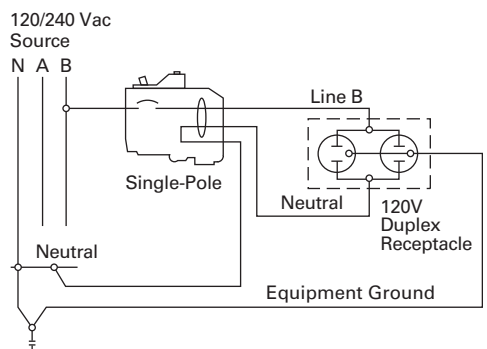 120/240 Vac
Source
N A B
Line B
Single-Pole
Neutral
120V
Duplex
Receptacle
Neutral
Equipment Ground